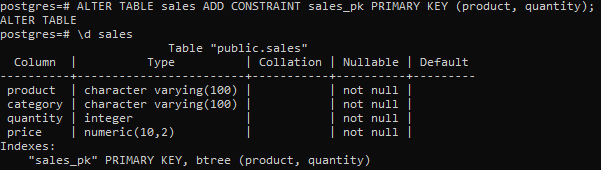 postgres=# ALTER TABLE sales ADD CONSTRAINT sales_pk PRIMARY KEY (product, quantity);
ALTER TABLE
postgres=# \d sales
                      Table "public.sales"
  Column  |          Type          | Collation | Nullable | Default
----------+------------------------+-----------+----------+---------
 product  | character varying(100) |           | not null |
 category | character varying(100) |           | not null |
 quantity | integer                |           | not null |
 price    | numeric(10,2)          |           | not null |
Indexes:
    "sales_pk" PRIMARY KEY, btree (product, quantity)